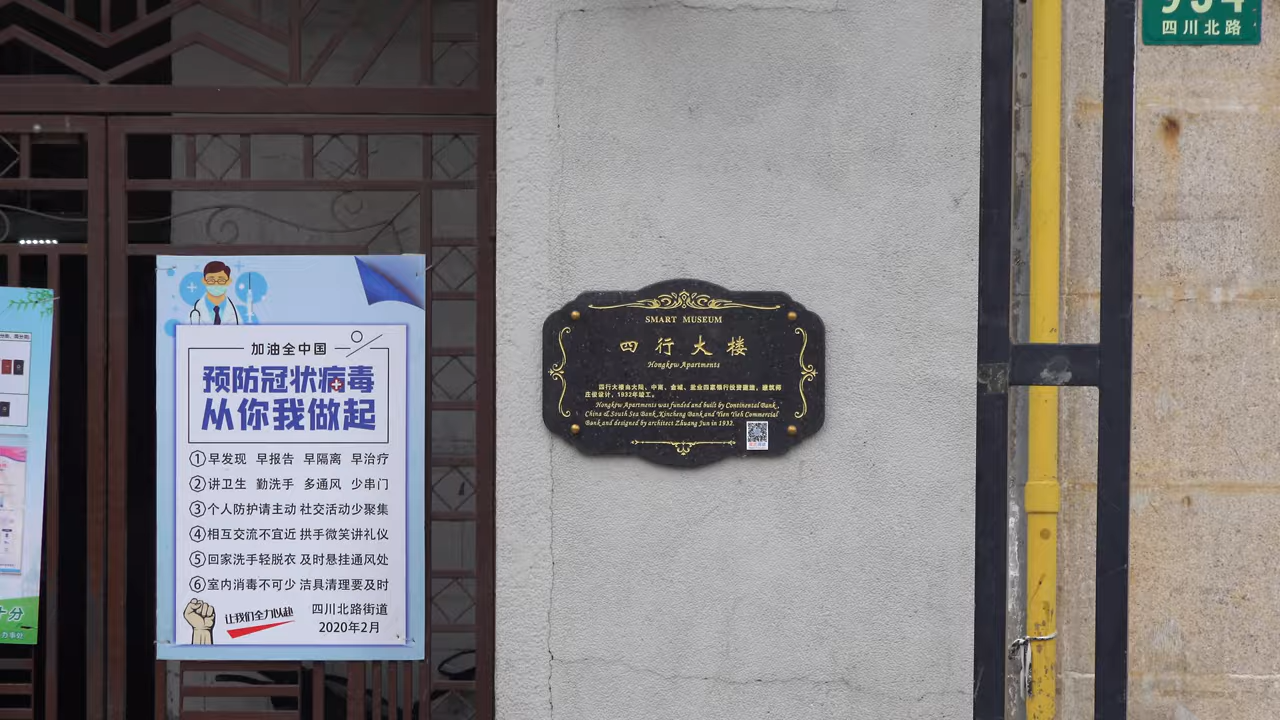 加油全中国
预防冠状病毒
从你我做起
①早发现 早报告 早隔离 早治疗
②讲卫生 勤洗手 多通风 少串门
③个人防护请主动 社交活动少聚集
④相互交流不宜近 拱手微笑讲礼仪
⑤回家洗手轻脱衣 及时悬挂通风处
⑥室内消毒不可少 洁具清理要及时
让我们全力以赴
四川北路街道
2020年2月
SMART MUSEUM
四行大楼
Hongkew Apartments
四行大楼由大陆、中南、金城、盐业四家银行投资建造，建筑师
庄俊设计，1932年竣工。
Hongkew Apartments was funded and built by Continental Bank,
China & South Sea Bank, Kincheng Bank and Yien Yieh Commercial
Bank and designed by architect Zhuang Jun in 1932.
934
四川北路